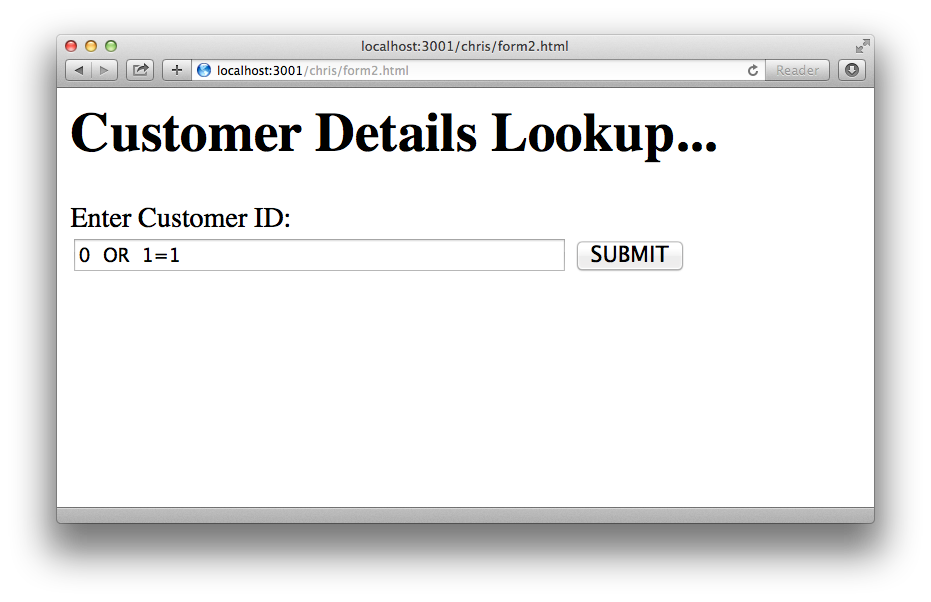 localhost:3001/chris/form2.html
localhost:3001/chris/form2.html Reader
Customer Details Lookup...
Enter Customer ID:
0 OR 1=1 SUBMIT